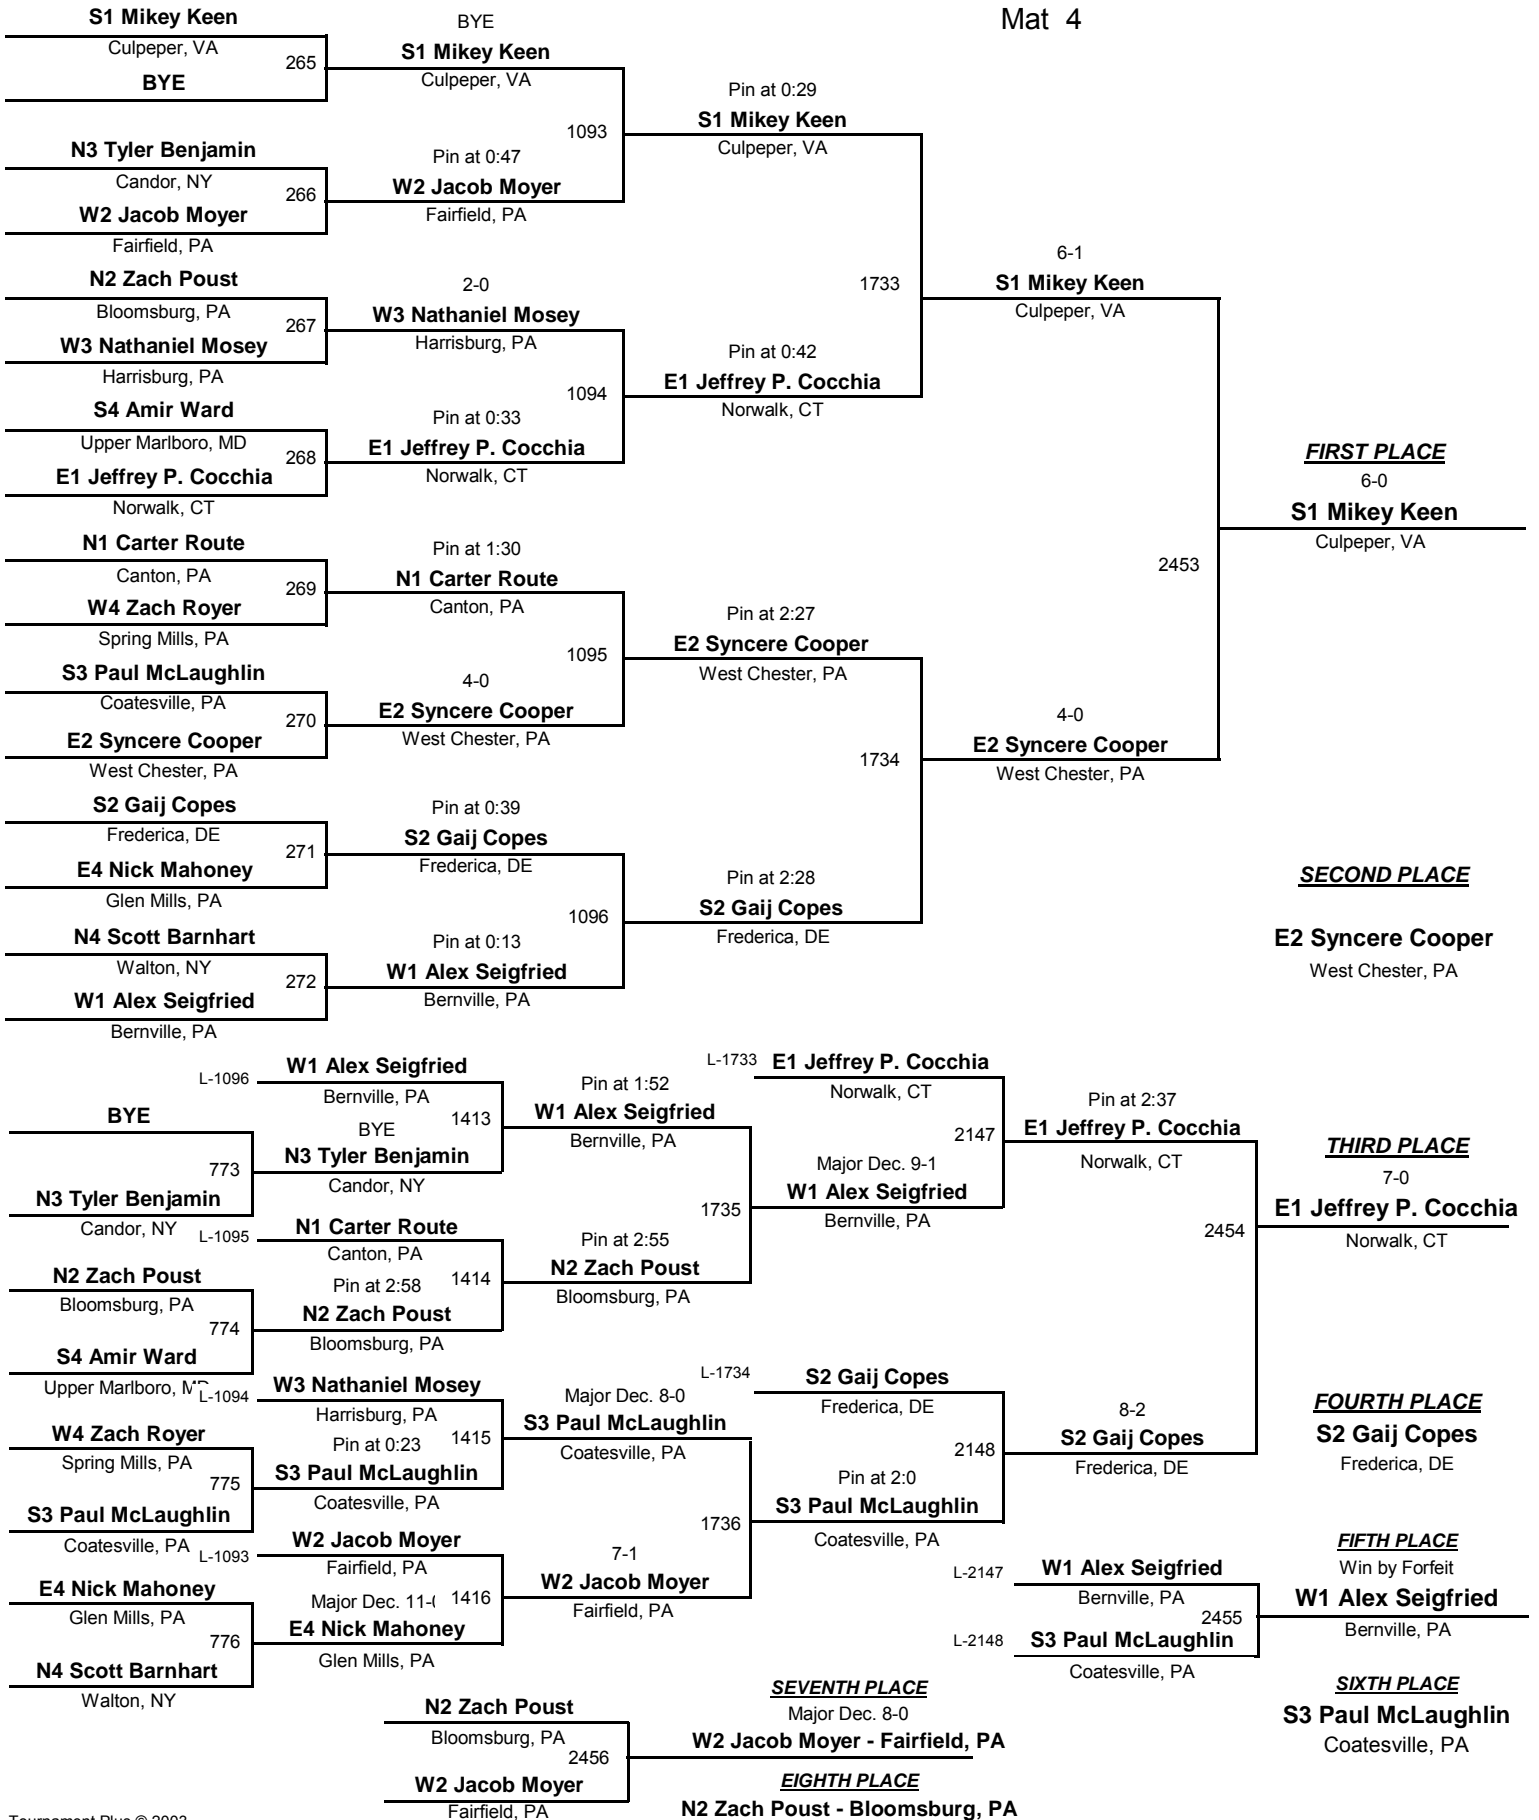 Mat 4
S1 Mikey Keen
Culpeper, VA
265
BYE
N3 Tyler Benjamin
Candor, NY
266
W2 Jacob Moyer
Fairfield, PA
N2 Zach Poust
Bloomsburg, PA
267
W3 Nathaniel Mosey
Harrisburg, PA
S4 Amir Ward
Upper Marlboro, MD
268
E1 Jeffrey P. Cocchia
Norwalk, CT
N1 Carter Route
Canton, PA
269
W4 Zach Royer
Spring Mills, PA
S3 Paul McLaughlin
Coatesville, PA
270
E2 Syncere Cooper
West Chester, PA
S2 Gaij Copes
Frederica, DE
271
E4 Nick Mahoney
Glen Mills, PA
N4 Scott Barnhart
Walton, NY
272
W1 Alex Seigfried
Bernville, PA
BYE
S1 Mikey Keen
Culpeper, VA
1093
Pin at 0:47
W2 Jacob Moyer
Fairfield, PA
2-0
W3 Nathaniel Mosey
Harrisburg, PA
1094
Pin at 0:33
E1 Jeffrey P. Cocchia
Norwalk, CT
Pin at 1:30
N1 Carter Route
Canton, PA
1095
4-0
E2 Syncere Cooper
West Chester, PA
Pin at 0:39
S2 Gaij Copes
Frederica, DE
1096
Pin at 0:13
W1 Alex Seigfried
Bernville, PA
Pin at 0:29
S1 Mikey Keen
Culpeper, VA
1733
Pin at 0:42
E1 Jeffrey P. Cocchia
Norwalk, CT
Pin at 2:27
E2 Syncere Cooper
West Chester, PA
1734
Pin at 2:28
S2 Gaij Copes
Frederica, DE
6-1
S1 Mikey Keen
Culpeper, VA
2453
4-0
E2 Syncere Cooper
West Chester, PA
FIRST PLACE
6-0
S1 Mikey Keen
Culpeper, VA
SECOND PLACE
E2 Syncere Cooper
West Chester, PA
BYE
773
N3 Tyler Benjamin
Candor, NY
N2 Zach Poust
Bloomsburg, PA
774
S4 Amir Ward
Upper Marlboro,
W4 Zach Royer
Spring Mills, PA
775
S3 Paul McLaughlin
Coatesville, PA
E4 Nick Mahoney
Glen Mills, PA
776
N4 Scott Barnhart
Walton, NY
L-1096
W1 Alex Seigfried
Bernville, PA
1413
BYE
N3 Tyler Benjamin
Candor, NY
L-1095
N1 Carter Route
Canton, PA
1414
Pin at 2:58
N2 Zach Poust
Bloomsburg, PA
L-1094
W3 Nathaniel Mosey
Harrisburg, PA
1415
Pin at 0:23
S3 Paul McLaughlin
Coatesville, PA
L-1093
W2 Jacob Moyer
Fairfield, PA
1416
Major Dec.
E4 Nick Mahoney
Glen Mills, PA
Pin at 1:52
W1 Alex Seigfried
Bernville, PA
1735
Pin at 2:55
N2 Zach Poust
Bloomsburg, PA
Major Dec. 8-0
S3 Paul McLaughlin
Coatesville, PA
1736
7-1
W2 Jacob Moyer
Fairfield, PA
L-1733
E1 Jeffrey P. Cocchia
Norwalk, CT
2147
Major Dec. 9-1
W1 Alex Seigfried
Bernville, PA
L-1734
S2 Gaij Copes
Frederica, DE
2148
Pin at 2:0
S3 Paul McLaughlin
Coatesville, PA
Pin at 2:37
E1 Jeffrey P. Cocchia
Norwalk, CT
2454
8-2
S2 Gaij Copes
Frederica, DE
THIRD PLACE
7-0
E1 Jeffrey P. Cocchia
Norwalk, CT
FOURTH PLACE
S2 Gaij Copes
Frederica, DE
L-2147
W1 Alex Seigfried
Bernville, PA
2455
L-2148
S3 Paul McLaughlin
Coatesville, PA
FIFTH PLACE
Win by Forfeit
W1 Alex Seigfried
Bernville, PA
SIXTH PLACE
S3 Paul McLaughlin
Coatesville, PA
N2 Zach Poust
Bloomsburg, PA
2456
W2 Jacob Moyer
Fairfield, PA
SEVENTH PLACE
Major Dec. 8-0
W2 Jacob Moyer - Fairfield, PA
EIGHTH PLACE
N2 Zach Poust - Bloomsburg, PA
Tournament Plus © 2003